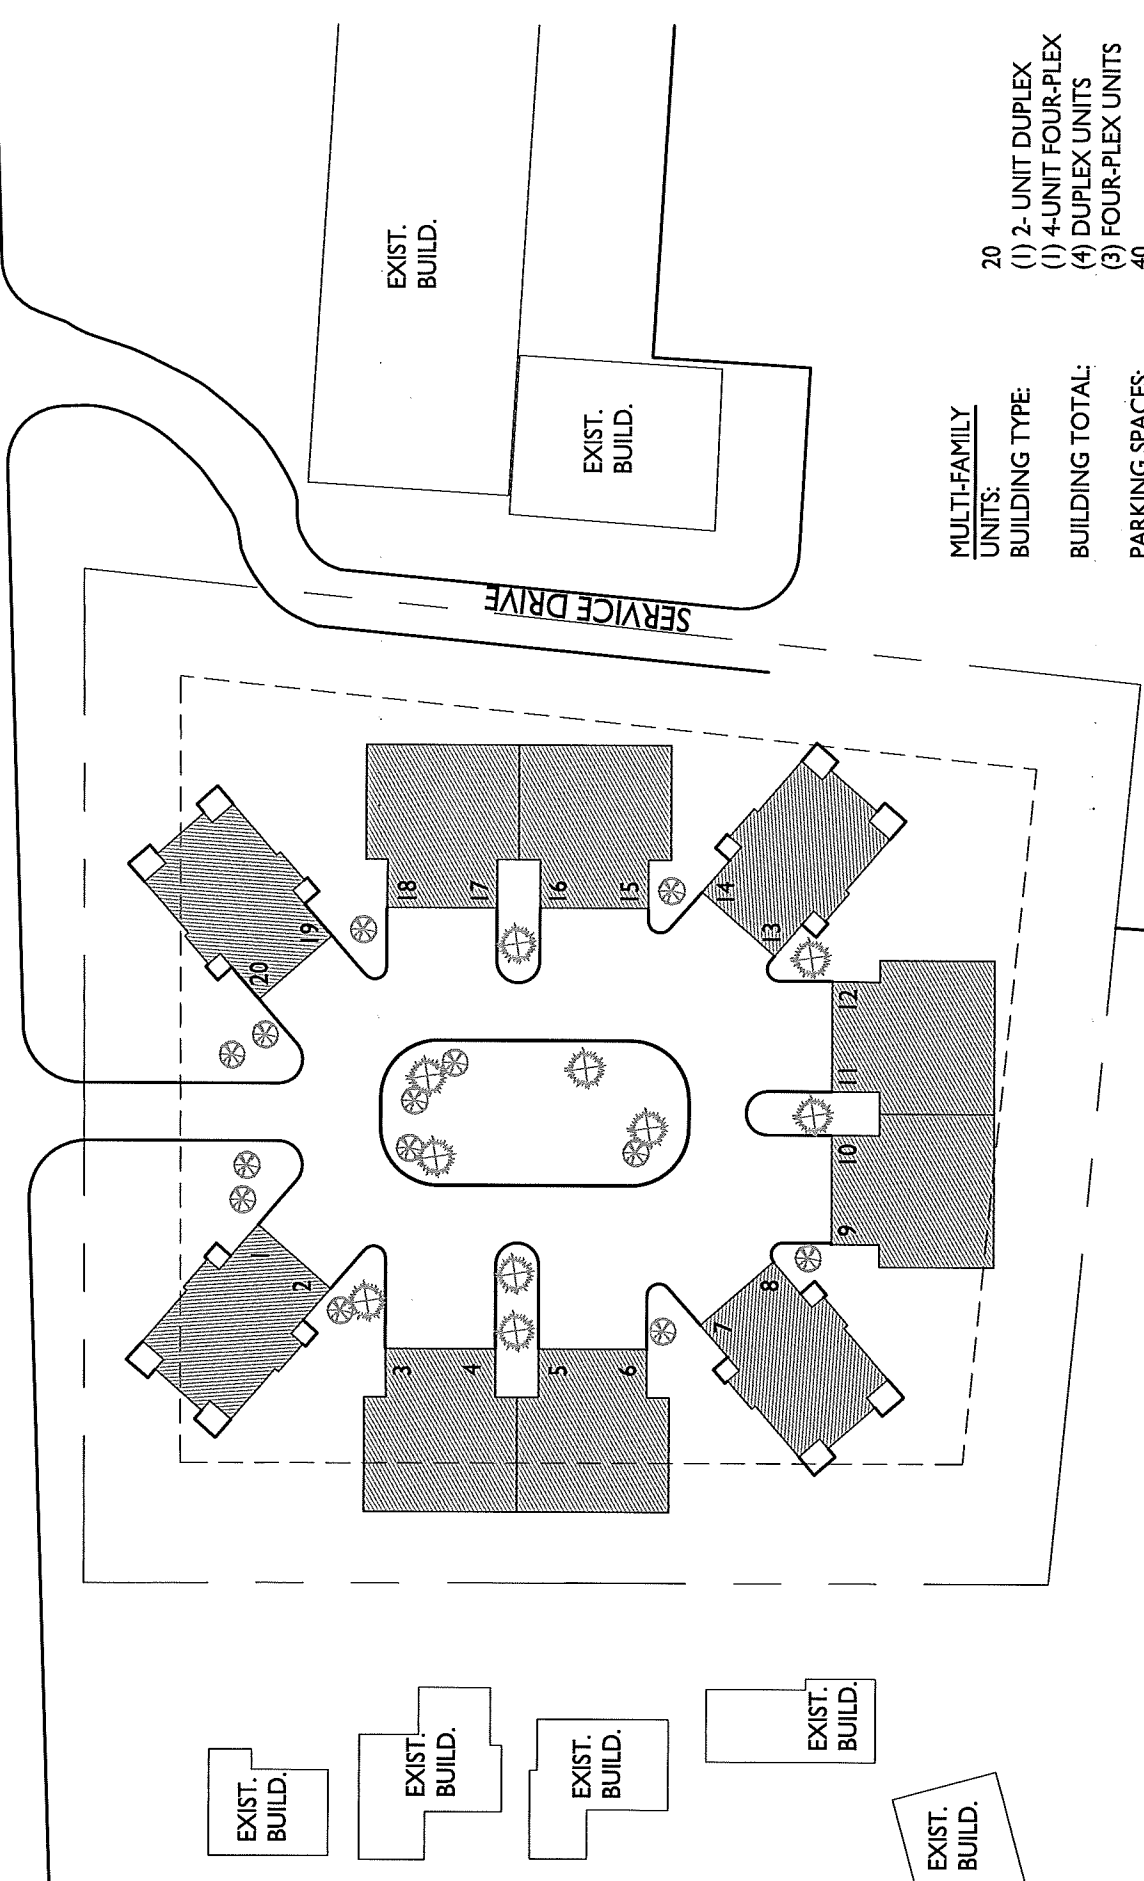 EXIST.
BUILD.
EXIST.
BUILD.
SERVICE DRIVE
MULTI-FAMILY
UNITS: 20
BUILDING TYPE: (1) 2- UNIT DUPLEX
(1) 4-UNIT FOUR-PLEX
BUILDING TOTAL: (4) DUPLEX UNITS
(3) FOUR-PLEX UNITS
PARKING SPACES: 40
1
2
3
4
5
6
7
8
9
10
11
12
13
14
15
16
17
18
19
20
EXIST.
BUILD.
EXIST.
BUILD.
EXIST.
BUILD.
EXIST.
BUILD.
EXIST.
BUILD.